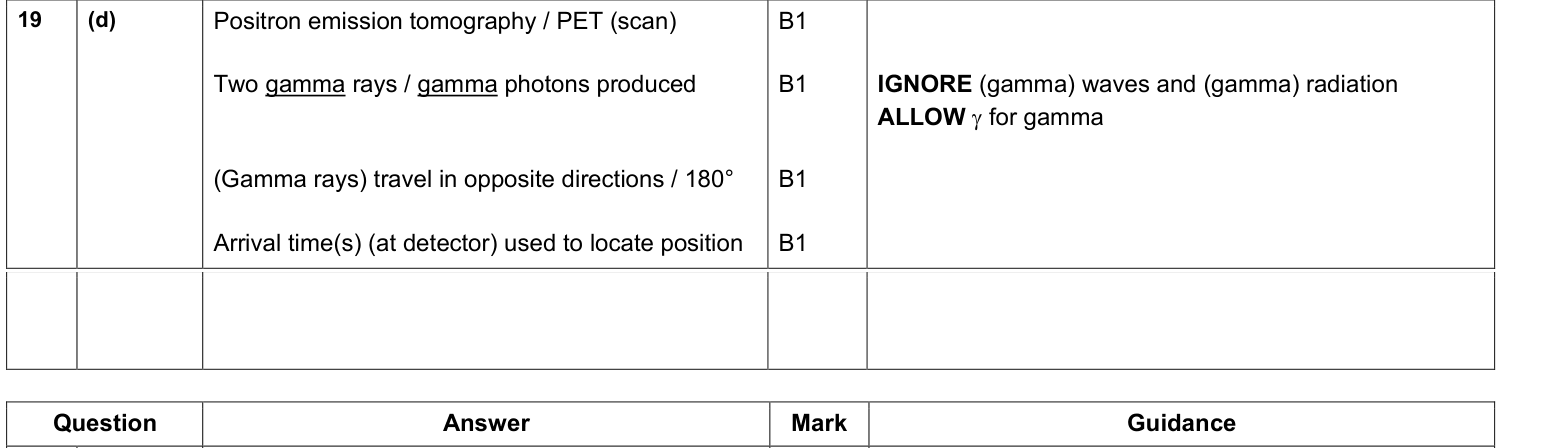 19 (d) Positron emission tomography / PET (scan) B1
Two gamma rays / gamma photons produced B1 IGNORE (gamma) waves and (gamma) radiation
ALLOW γ for gamma
(Gamma rays) travel in opposite directions / 180° B1
Arrival time(s) (at detector) used to locate position B1
Question Answer Mark Guidance